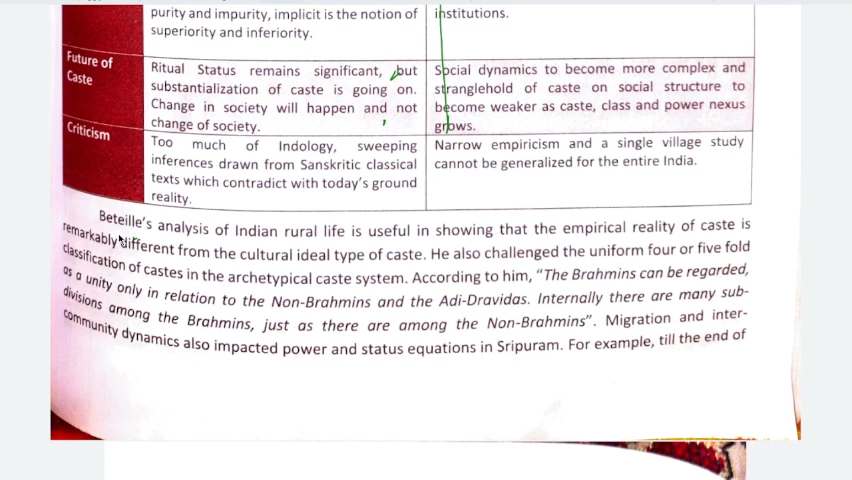 purity and impurity, implicit is the notion of
superiority and inferiority.
institutions.
Future of
Caste
Ritual Status remains significant, but
substantialization of caste is going on.
Change in society will happen and not
change of society.
Social dynamics to become more complex and
stranglehold of caste on social structure to
become weaker as caste, class and power nexus
grows.
Criticism
Too much of Indology, sweeping
inferences drawn from Sanskritic classical
texts which contradict with today's ground
reality.
Narrow empiricism and a single village study
cannot be generalized for the entire India.
Beteille's analysis of Indian rural life is useful in showing that the empirical reality of caste is
remarkably different from the cultural ideal type of caste. He also challenged the uniform four or five fold
classification of castes in the archetypical caste system. According to him, "The Brahmins can be regarded,
as a unity only in relation to the Non-Brahmins and the Adi-Dravidas. Internally there are many sub-
divisions among the Brahmins, just as there are among the Non-Brahmins". Migration and inter-
community dynamics also impacted power and status equations in Sripuram. For example, till the end of